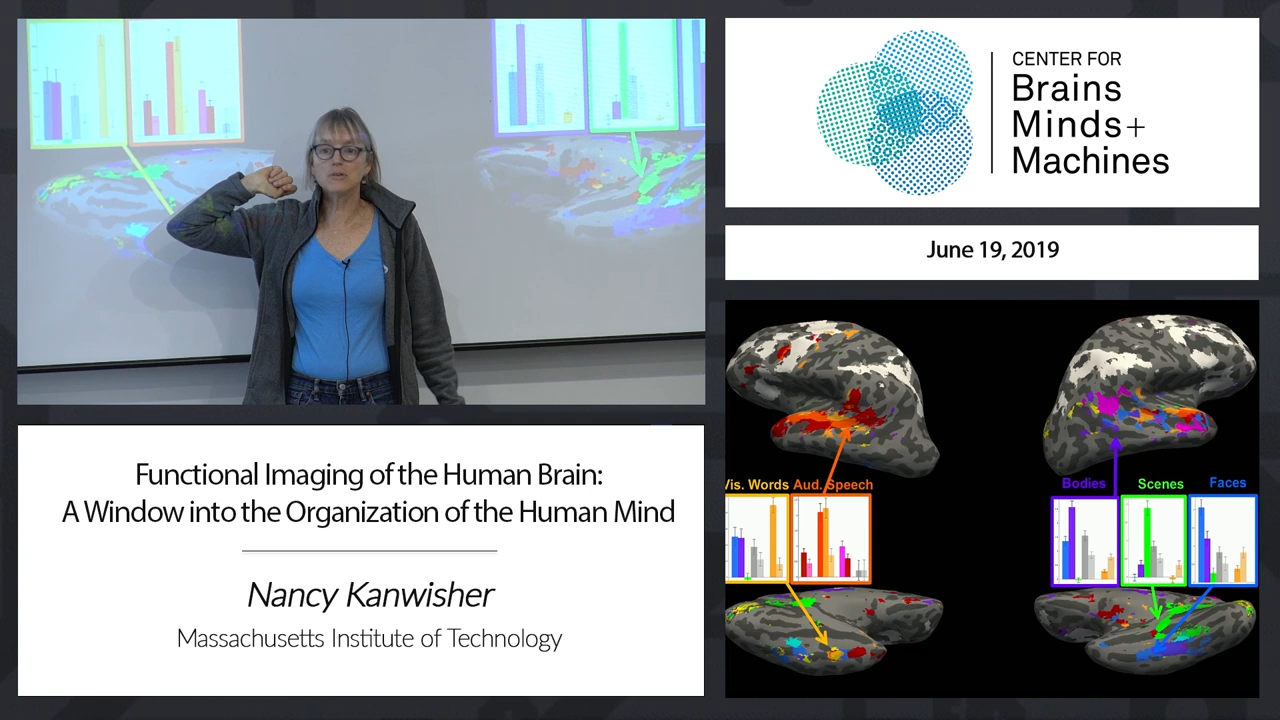 CENTER FOR
Brains
Minds+
Machines
June 19, 2019
Functional Imaging of the Human Brain:
A Window into the Organization of the Human Mind
Nancy Kanwisher
Massachusetts Institute of Technology
Vis. Words Aud. Speech
Bodies Scenes Faces